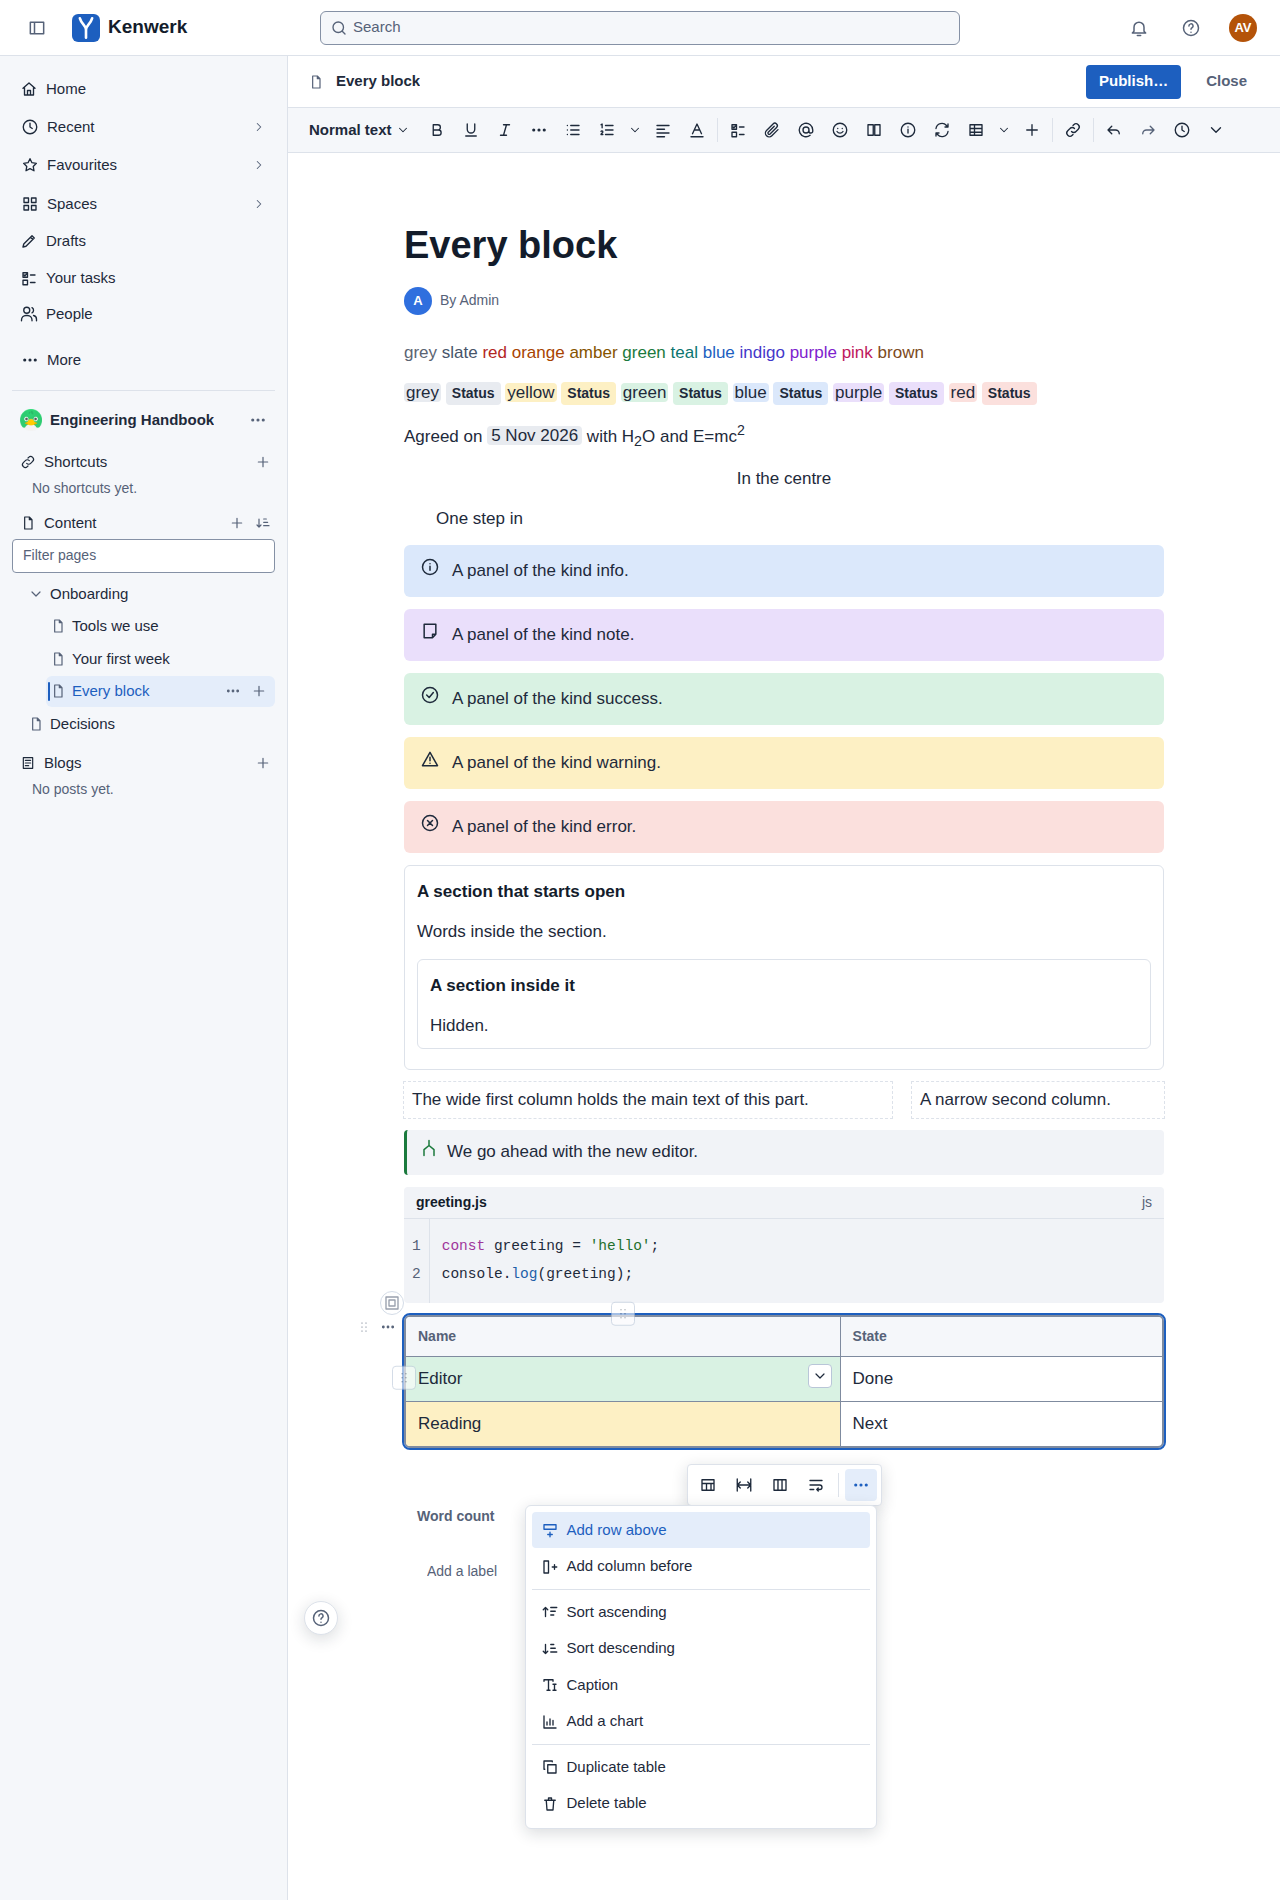 Kenwerk
Search
AV
Home
Recent
Favourites
Spaces
Drafts
Your tasks
People
More
Engineering Handbook
Shortcuts
No shortcuts yet.
Content
Filter pages
Onboarding
Tools we use
Your first week
Every block
Decisions
Blogs
No posts yet.
Every block
Publish…
Close
Normal text
Every block
A
By Admin
grey slate red orange amber green teal blue indigo purple pink brown
grey Status yellow Status green Status blue Status purple Status red Status
Agreed on 5 Nov 2026 with H2O and E=mc2
In the centre
One step in
A panel of the kind info.
A panel of the kind note.
A panel of the kind success.
A panel of the kind warning.
A panel of the kind error.
A section that starts open
Words inside the section.
A section inside it
Hidden.
The wide first column holds the main text of this part.
A narrow second column.
We go ahead with the new editor.
greeting.js
js
1 const greeting = 'hello';
2 console.log(greeting);
Name State
Editor Done
Reading Next
Word count
Add a label
Add row above
Add column before
Sort ascending
Sort descending
Caption
Add a chart
Duplicate table
Delete table